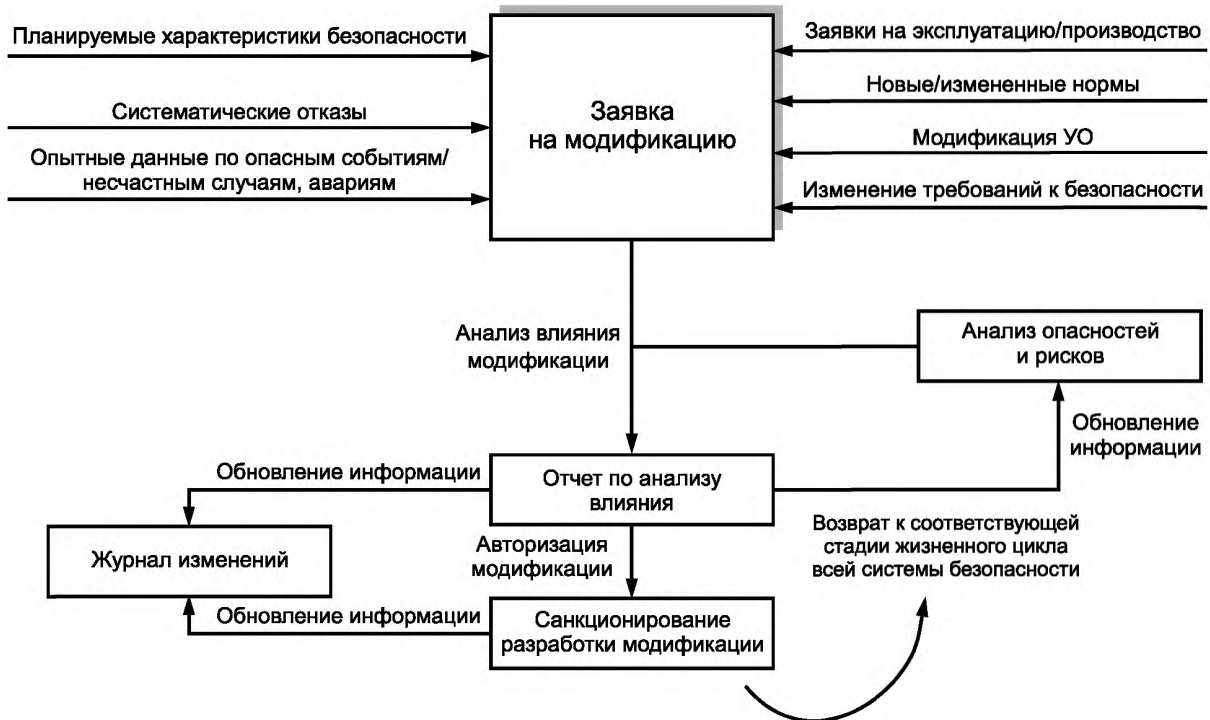 Планируемые характеристики безопасности
Систематические отказы
Опытные данные по опасным событиям/
несчастным случаям, авариям
Заявка
на модификацию
Заявки на эксплуатацию/производство
Новые/измененные нормы
Модификация УО
Изменение требований к безопасности
Анализ влияния
модификации
Анализ опасностей
и рисков
Обновление
информации
Обновление информации
Отчет по анализу
влияния
Журнал изменений
Авторизация
модификации
Возврат к соответствующей
стадии жизненного цикла
всей системы безопасности
Обновление информации
Санкционирование
разработки модификации